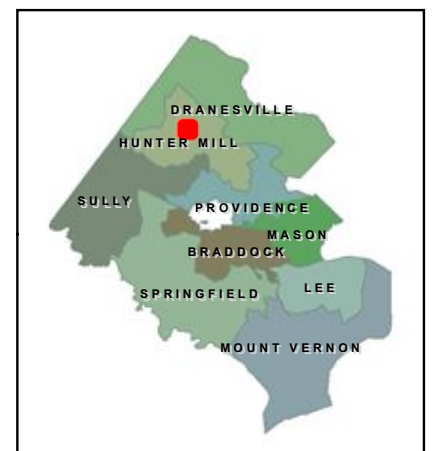 DRANESVILLE
HUNTER MILL
SULLY
PROVIDENCE
MASON
BRADDOCK
LEE
SPRINGFIELD
MOUNT VERNON